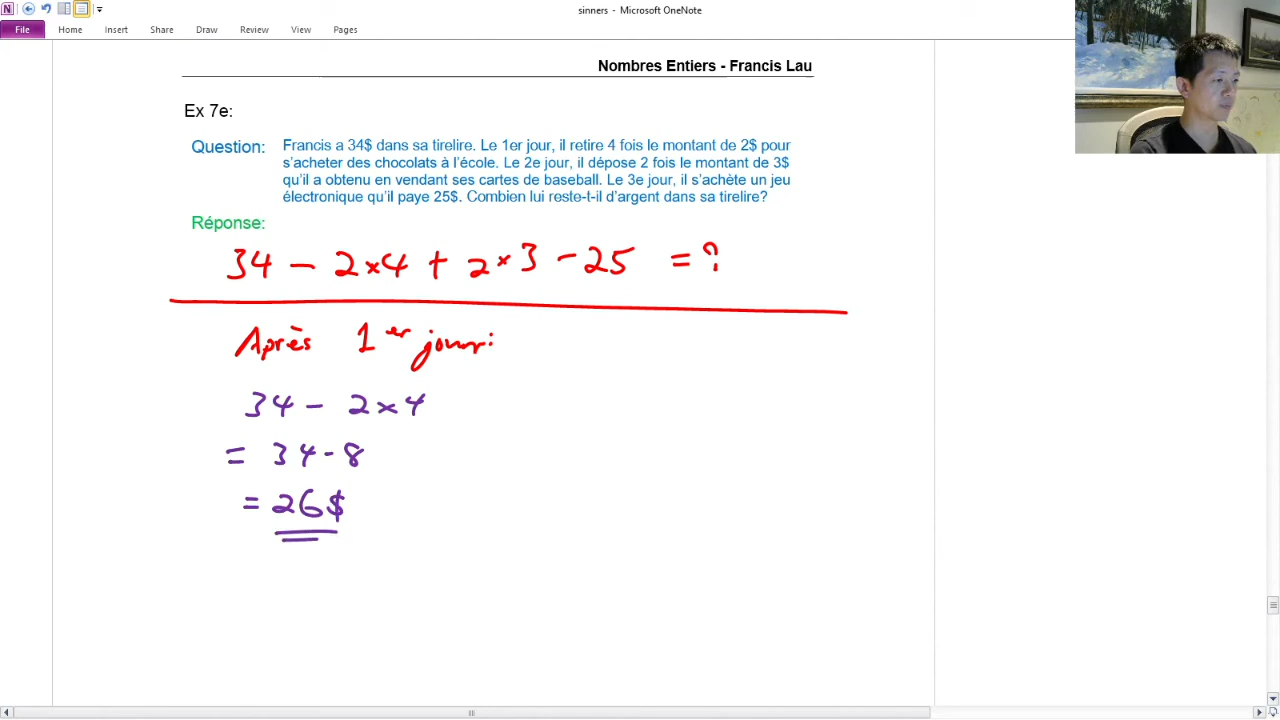 sinners - Microsoft OneNote
File Home Insert Share Draw Review View Pages
Nombres Entiers - Francis Lau
Ex 7e:
Question: Francis a 34$ dans sa tirelire. Le 1er jour, il retire 4 fois le montant de 2$ pour
s'acheter des chocolats à l'école. Le 2e jour, il dépose 2 fois le montant de 3$
qu'il a obtenu en vendant ses cartes de baseball. Le 3e jour, il s'achète un jeu
électronique qu'il paye 25$. Combien lui reste-t-il d'argent dans sa tirelire?
Réponse:
34 - 2×4 + 2×3 - 25 = ?
Après 1er jour:
34 - 2×4
= 34 - 8
= 26$